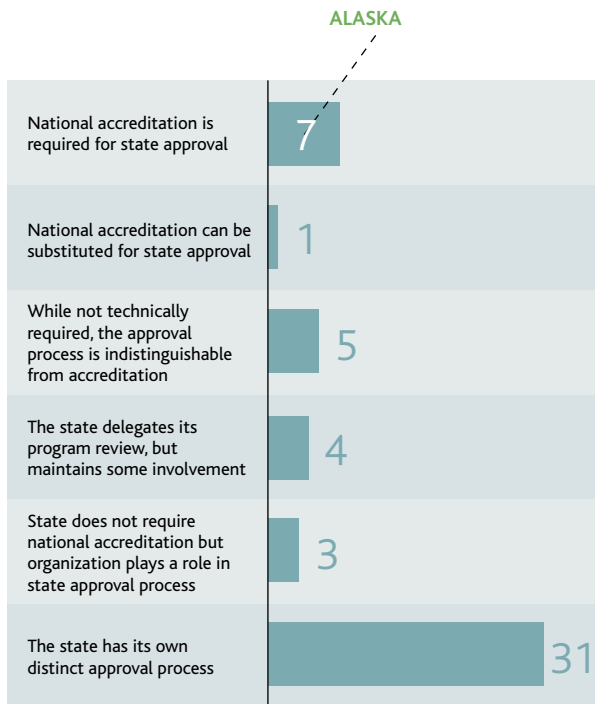 ALASKA
National accreditation is
required for state approval
7
National accreditation can be
substituted for state approval
1
While not technically
required, the approval
process is indistinguishable
from accreditation
5
The state delegates its
program review, but
maintains some involvement
4
State does not require
national accreditation but
organization plays a role in
state approval process
3
The state has its own
distinct approval process
31